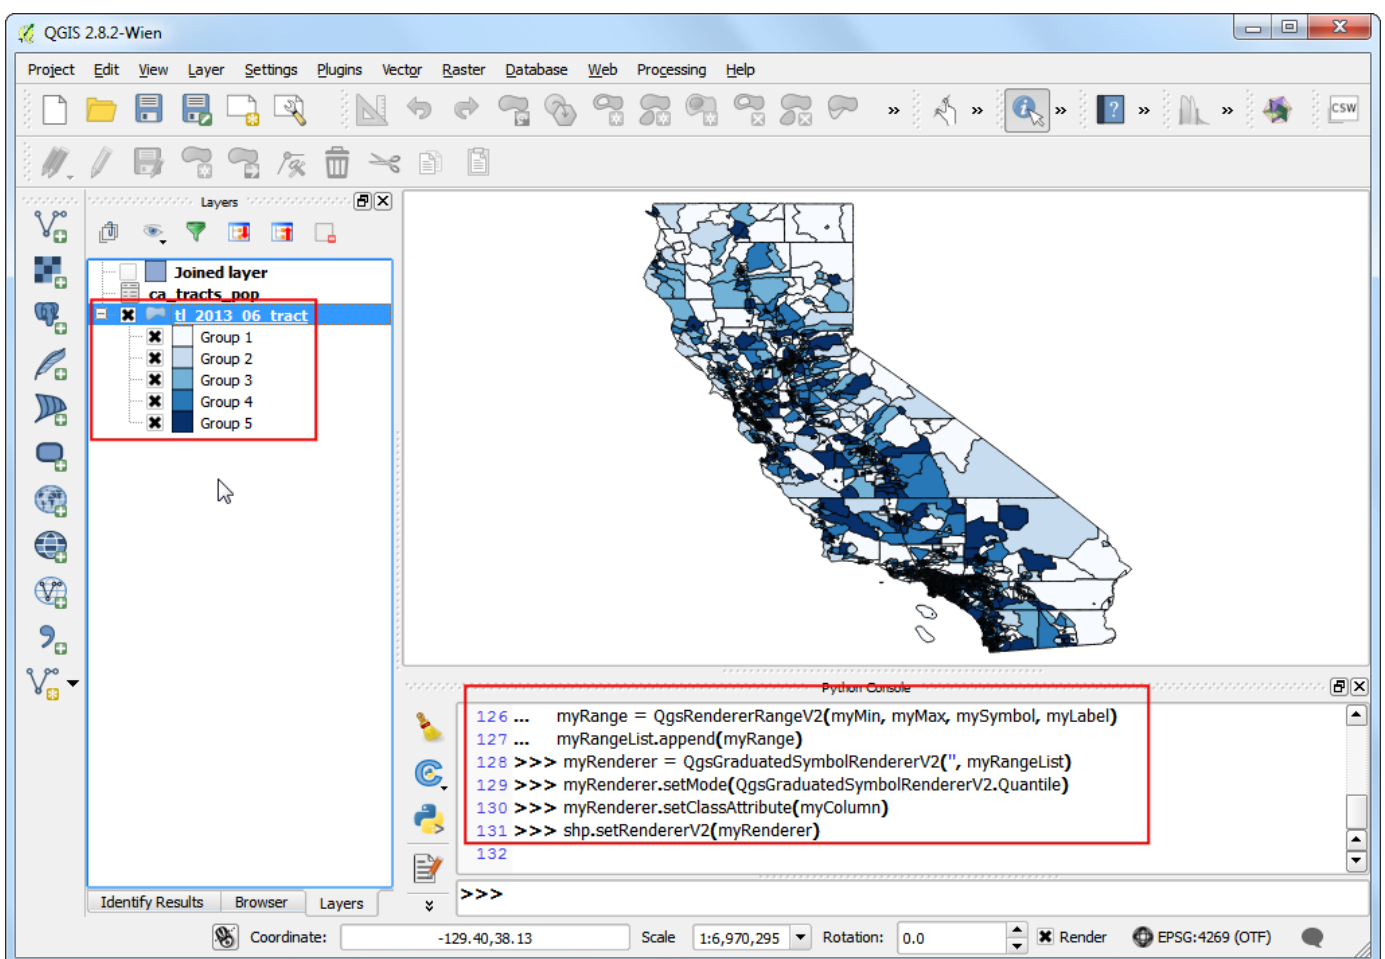 QGIS 2.8.2-Wien
Project Edit View Layer Settings Plugins Vector Raster Database Web Processing Help
CSW
Layers
Joined layer
ca_tracts_pop
tl_2013_06_tract
Group 1
Group 2
Group 3
Group 4
Group 5
Python Console
126 ... myRange = QgsRendererRangeV2(myMin, myMax, mySymbol, myLabel)
127 ... myRangeList.append(myRange)
128 >>> myRenderer = QgsGraduatedSymbolRendererV2('', myRangeList)
129 >>> myRenderer.setMode(QgsGraduatedSymbolRendererV2.Quantile)
130 >>> myRenderer.setClassAttribute(myColumn)
131 >>> shp.setRendererV2(myRenderer)
132
>>>
Identify Results Browser Layers
Coordinate: -129.40,38.13 Scale 1:6,970,295 Rotation: 0.0 Render EPSG:4269 (OTF)